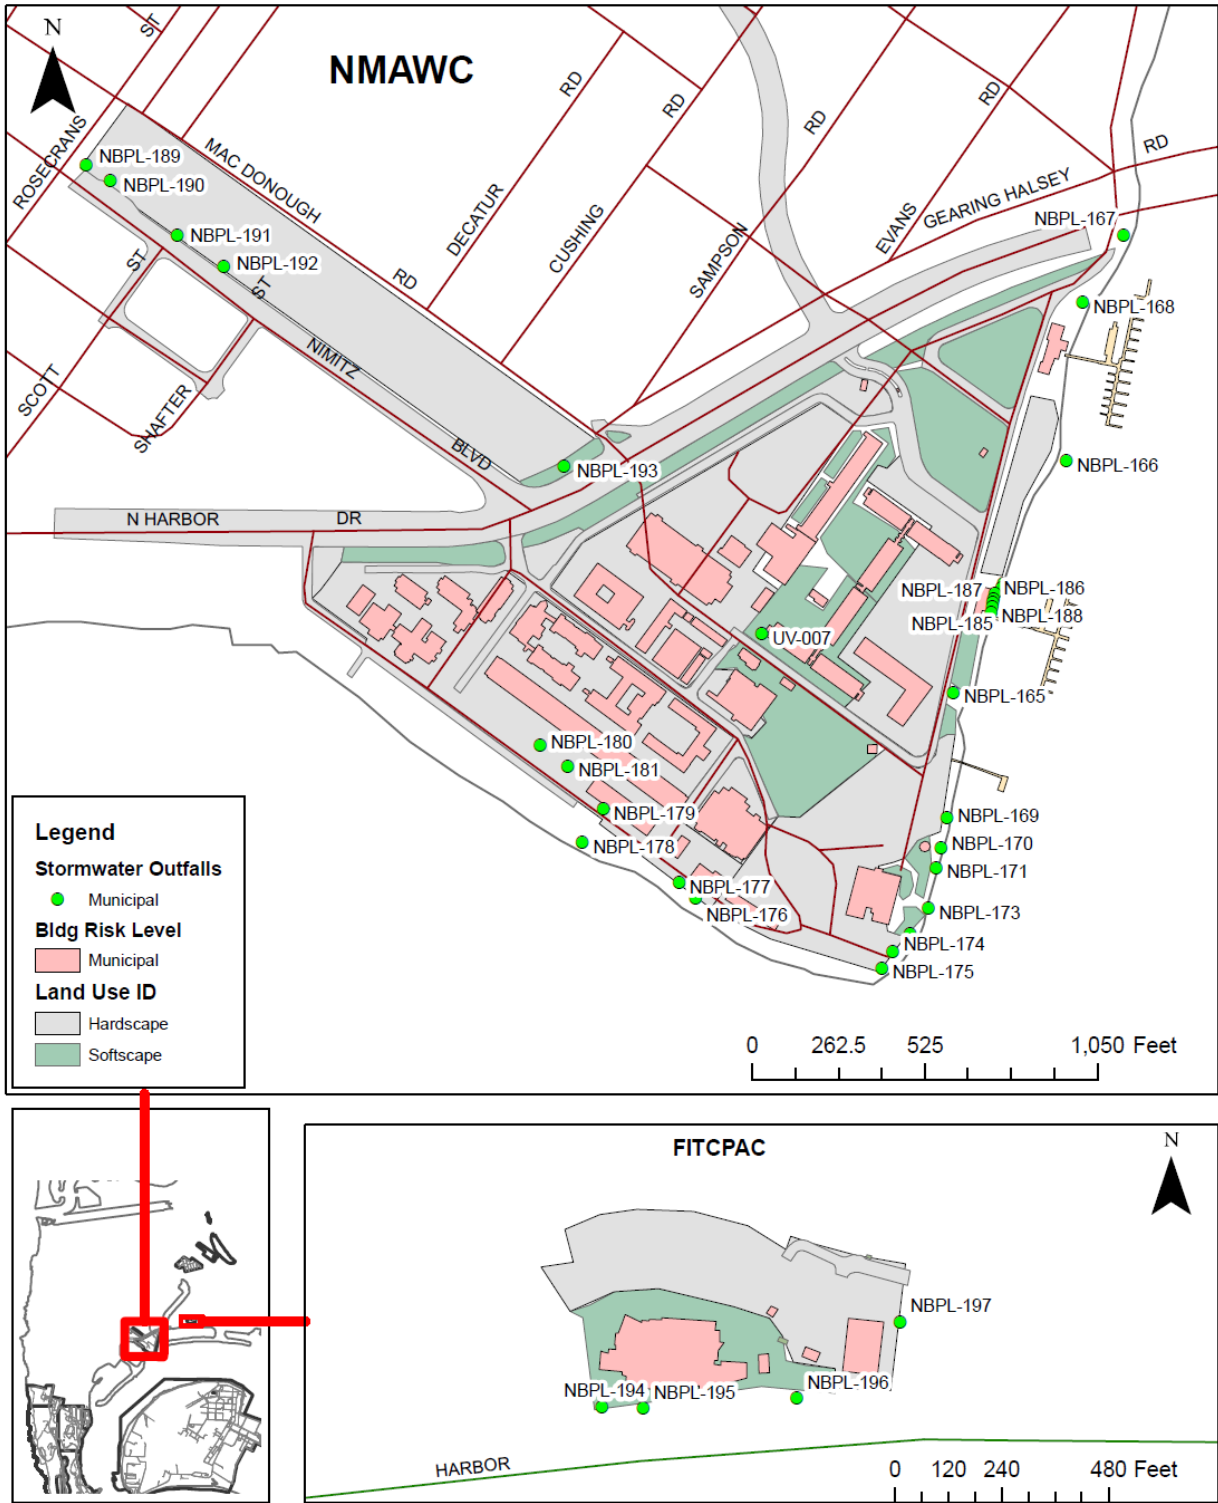 N
NMAWC
ST
ROSECRANS
NBPL-189
NBPL-190
MAC DONOUGH
RD
NBPL-191
NBPL-192
ST
ST
DECATUR
RD
CUSHING
RD
SAMPSON
RD
EVANS
RD
GEARING HALSEY
RD
NBPL-167
NBPL-168
SCOTT
SHAFTER
NIMITZ
BLVD
NBPL-193
NBPL-166
N HARBOR
DR
NBPL-187
NBPL-186
NBPL-185
NBPL-188
UV-007
NBPL-165
NBPL-180
NBPL-181
NBPL-179
NBPL-178
NBPL-169
NBPL-170
NBPL-171
NBPL-177
NBPL-176
NBPL-173
NBPL-174
NBPL-175
Legend
Stormwater Outfalls
Municipal
Bldg Risk Level
Municipal
Land Use ID
Hardscape
Softscape
0 262.5 525 1,050 Feet
FITCPAC
N
NBPL-197
NBPL-194
NBPL-195
NBPL-196
HARBOR
0 120 240 480 Feet